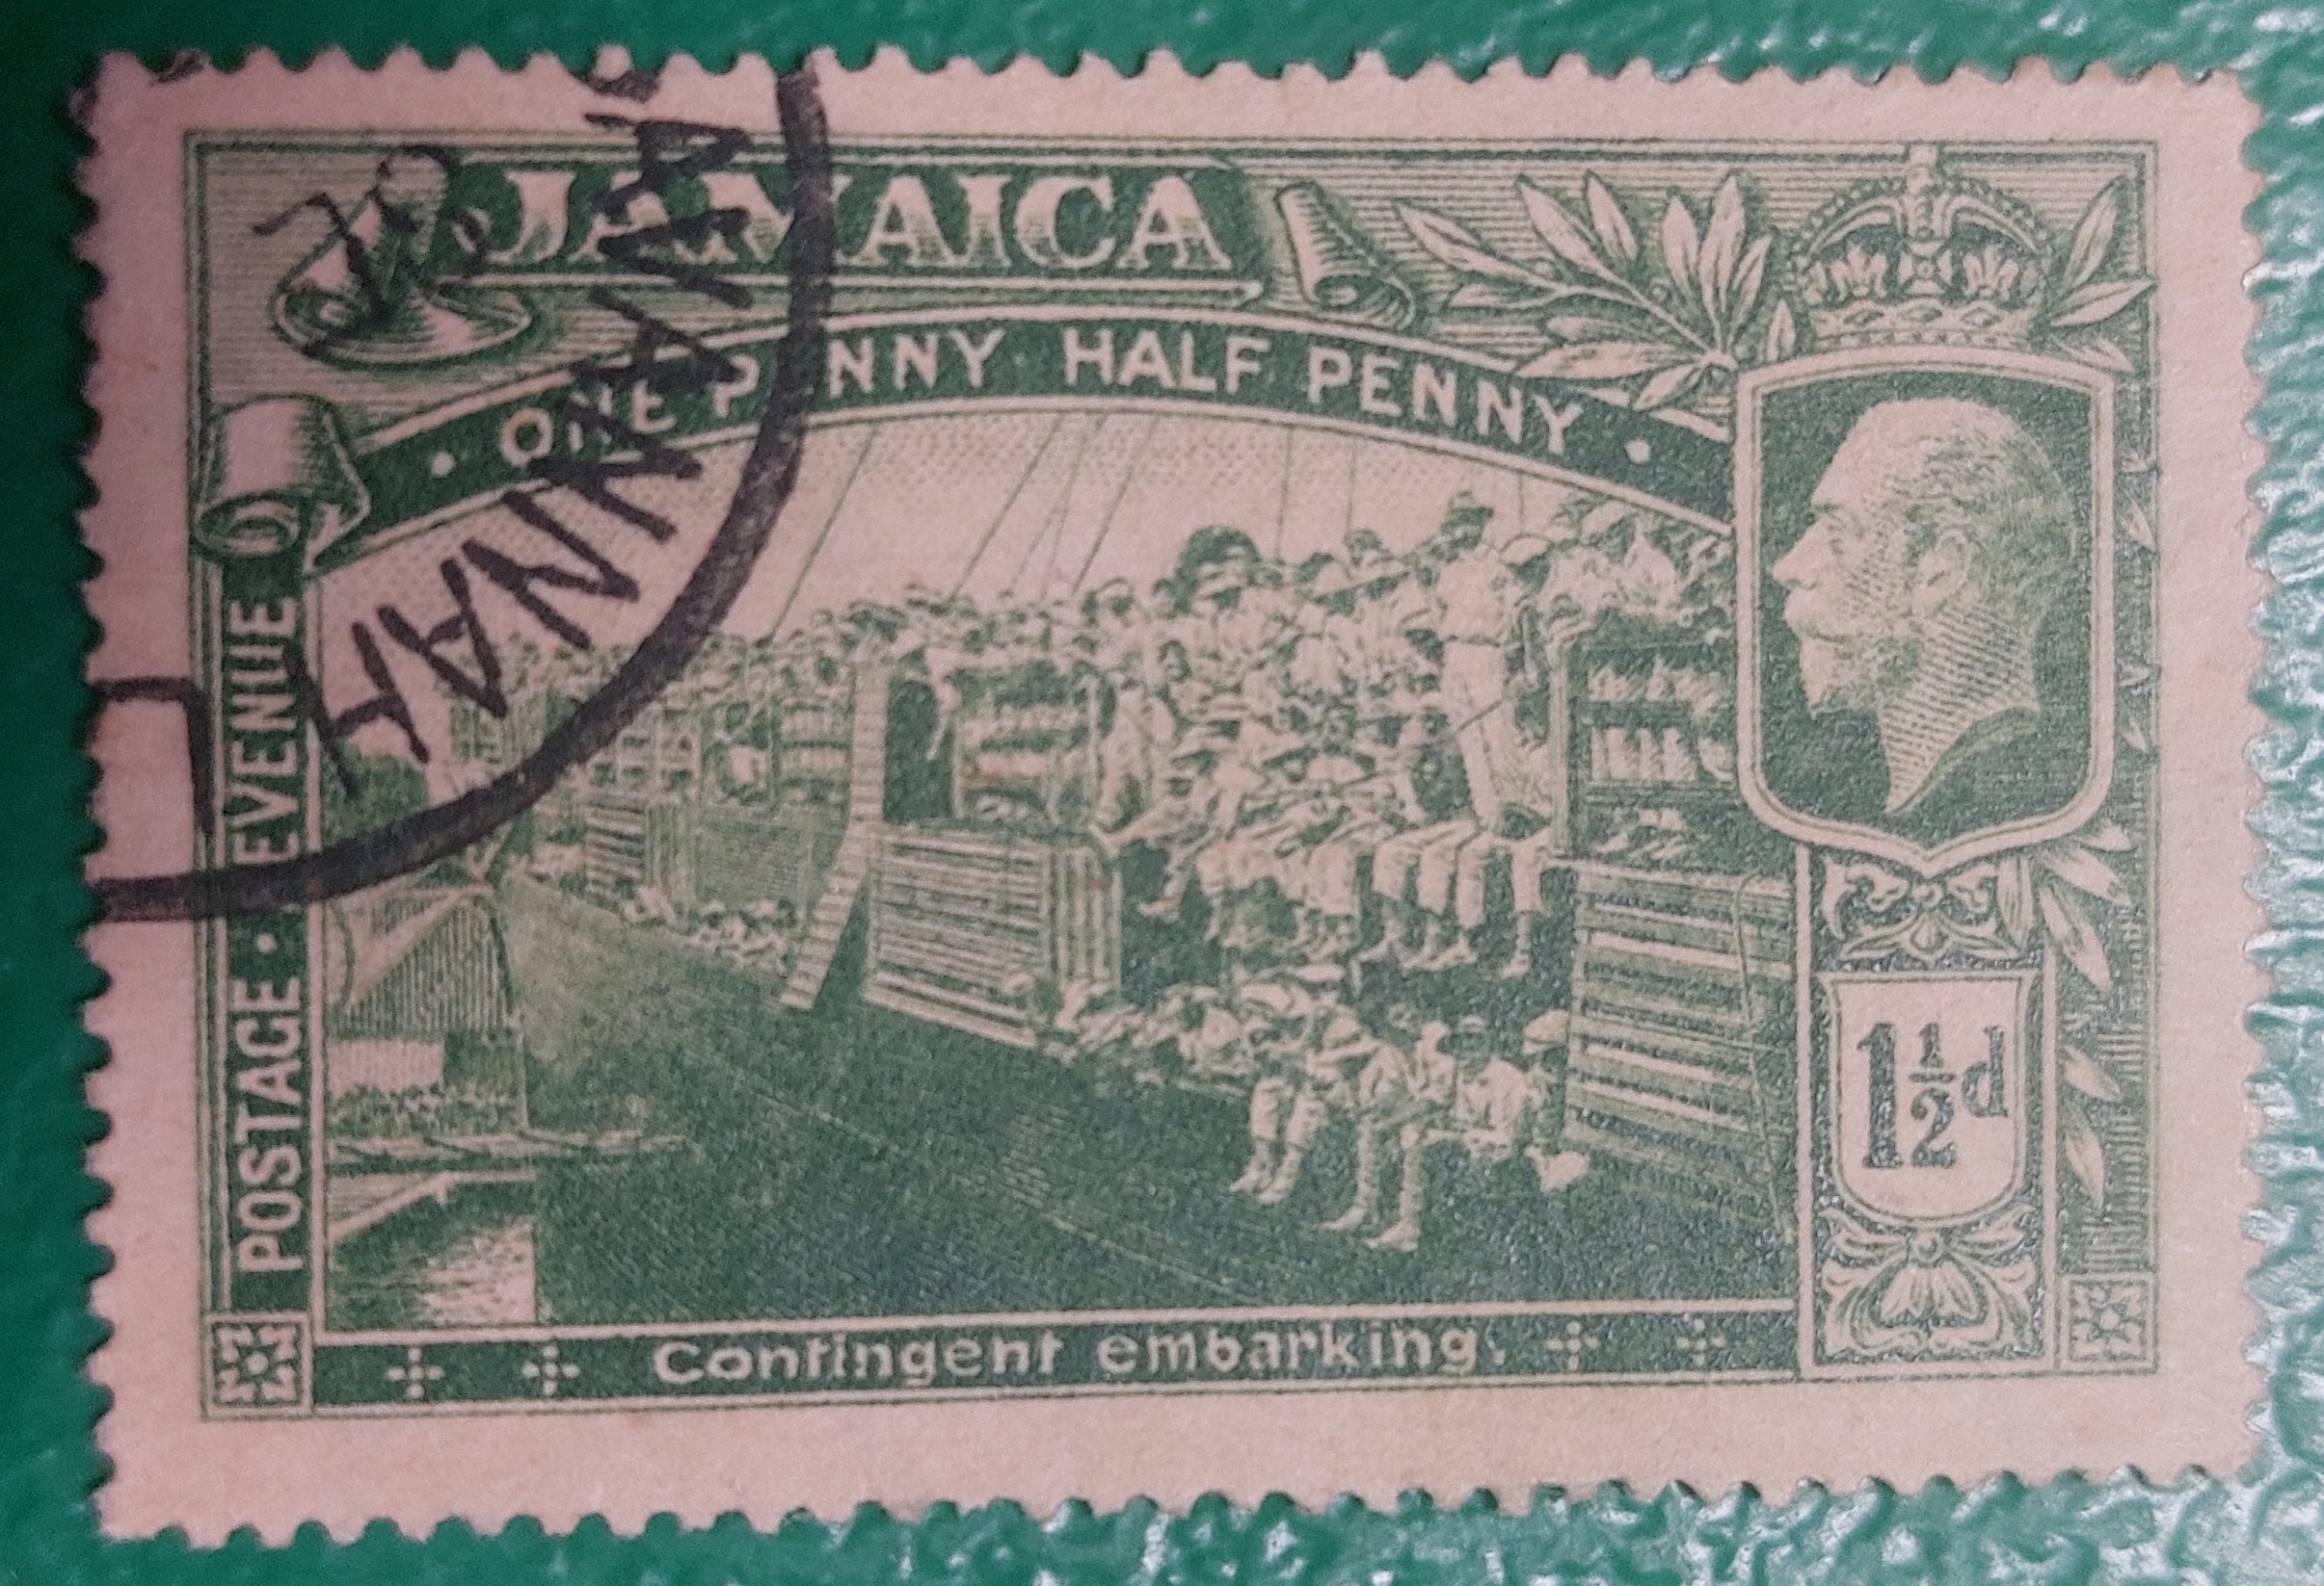 JAMAICA
· ONE PENNY HALF PENNY ·
POSTAGE · REVENUE
1½d
Contingent embarking.